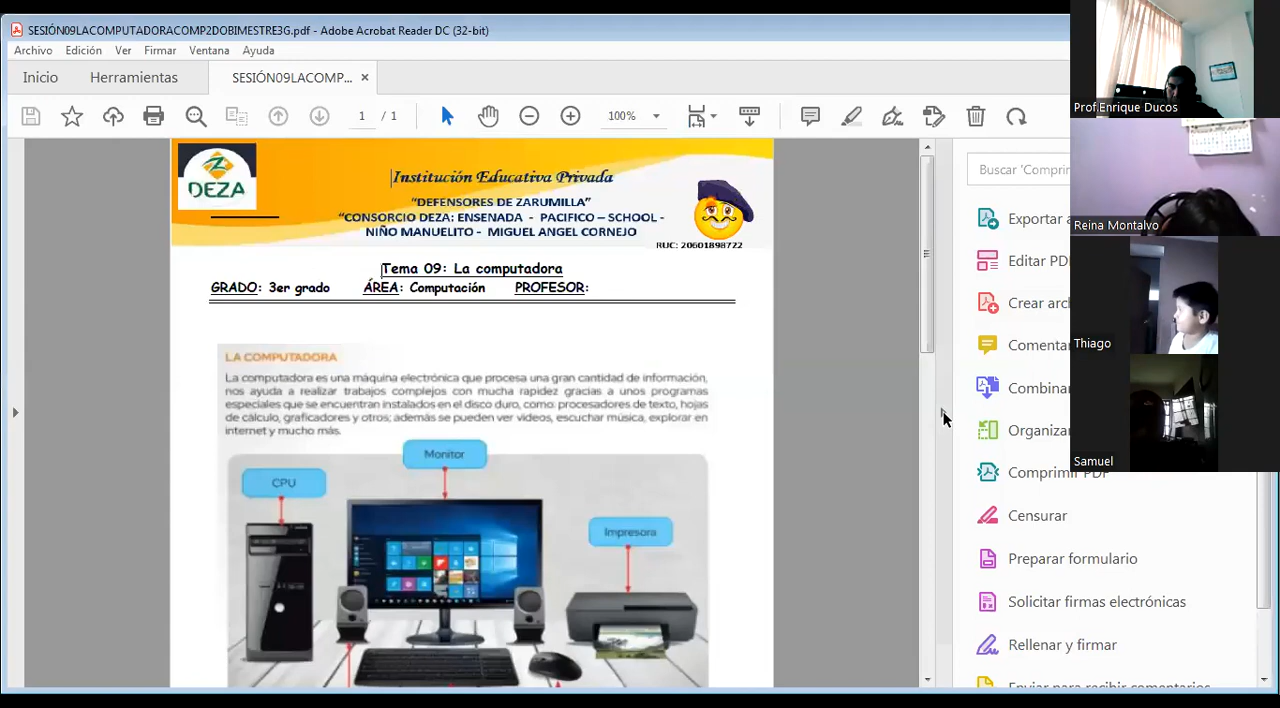 SESIÓN09LACOMPUTADORACOMP2DOBIMESTRE3G.pdf - Adobe Acrobat Reader DC (32-bit)
Archivo Edición Ver Firmar Ventana Ayuda
Inicio Herramientas SESIÓN09LACOMP... ×
1 / 1 100%
Prof.Enrique Ducos
Reina Montalvo
Thiago
Samuel
DEZA
Institución Educativa Privada
“DEFENSORES DE ZARUMILLA”
“CONSORCIO DEZA: ENSENADA - PACIFICO – SCHOOL -
NIÑO MANUELITO - MIGUEL ANGEL CORNEJO
RUC: 20601898722
Tema 09: La computadora
GRADO: 3er grado ÁREA: Computación PROFESOR:
LA COMPUTADORA
La computadora es una máquina electrónica que procesa una gran cantidad de información,
nos ayuda a realizar trabajos complejos con mucha rapidez gracias a unos programas
especiales que se encuentran instalados en el disco duro, como: procesadores de texto, hojas
de cálculo, graficadores y otros; además se pueden ver videos, escuchar música, explorar en
internet y mucho más.
Monitor
CPU
Impresora
Buscar 'Comprir
Exportar a
Editar PD
Crear arc
Comentar
Combinar
Organizar
Comprimir PDF
Censurar
Preparar formulario
Solicitar firmas electrónicas
Rellenar y firmar
Enviar para recibir comentarios